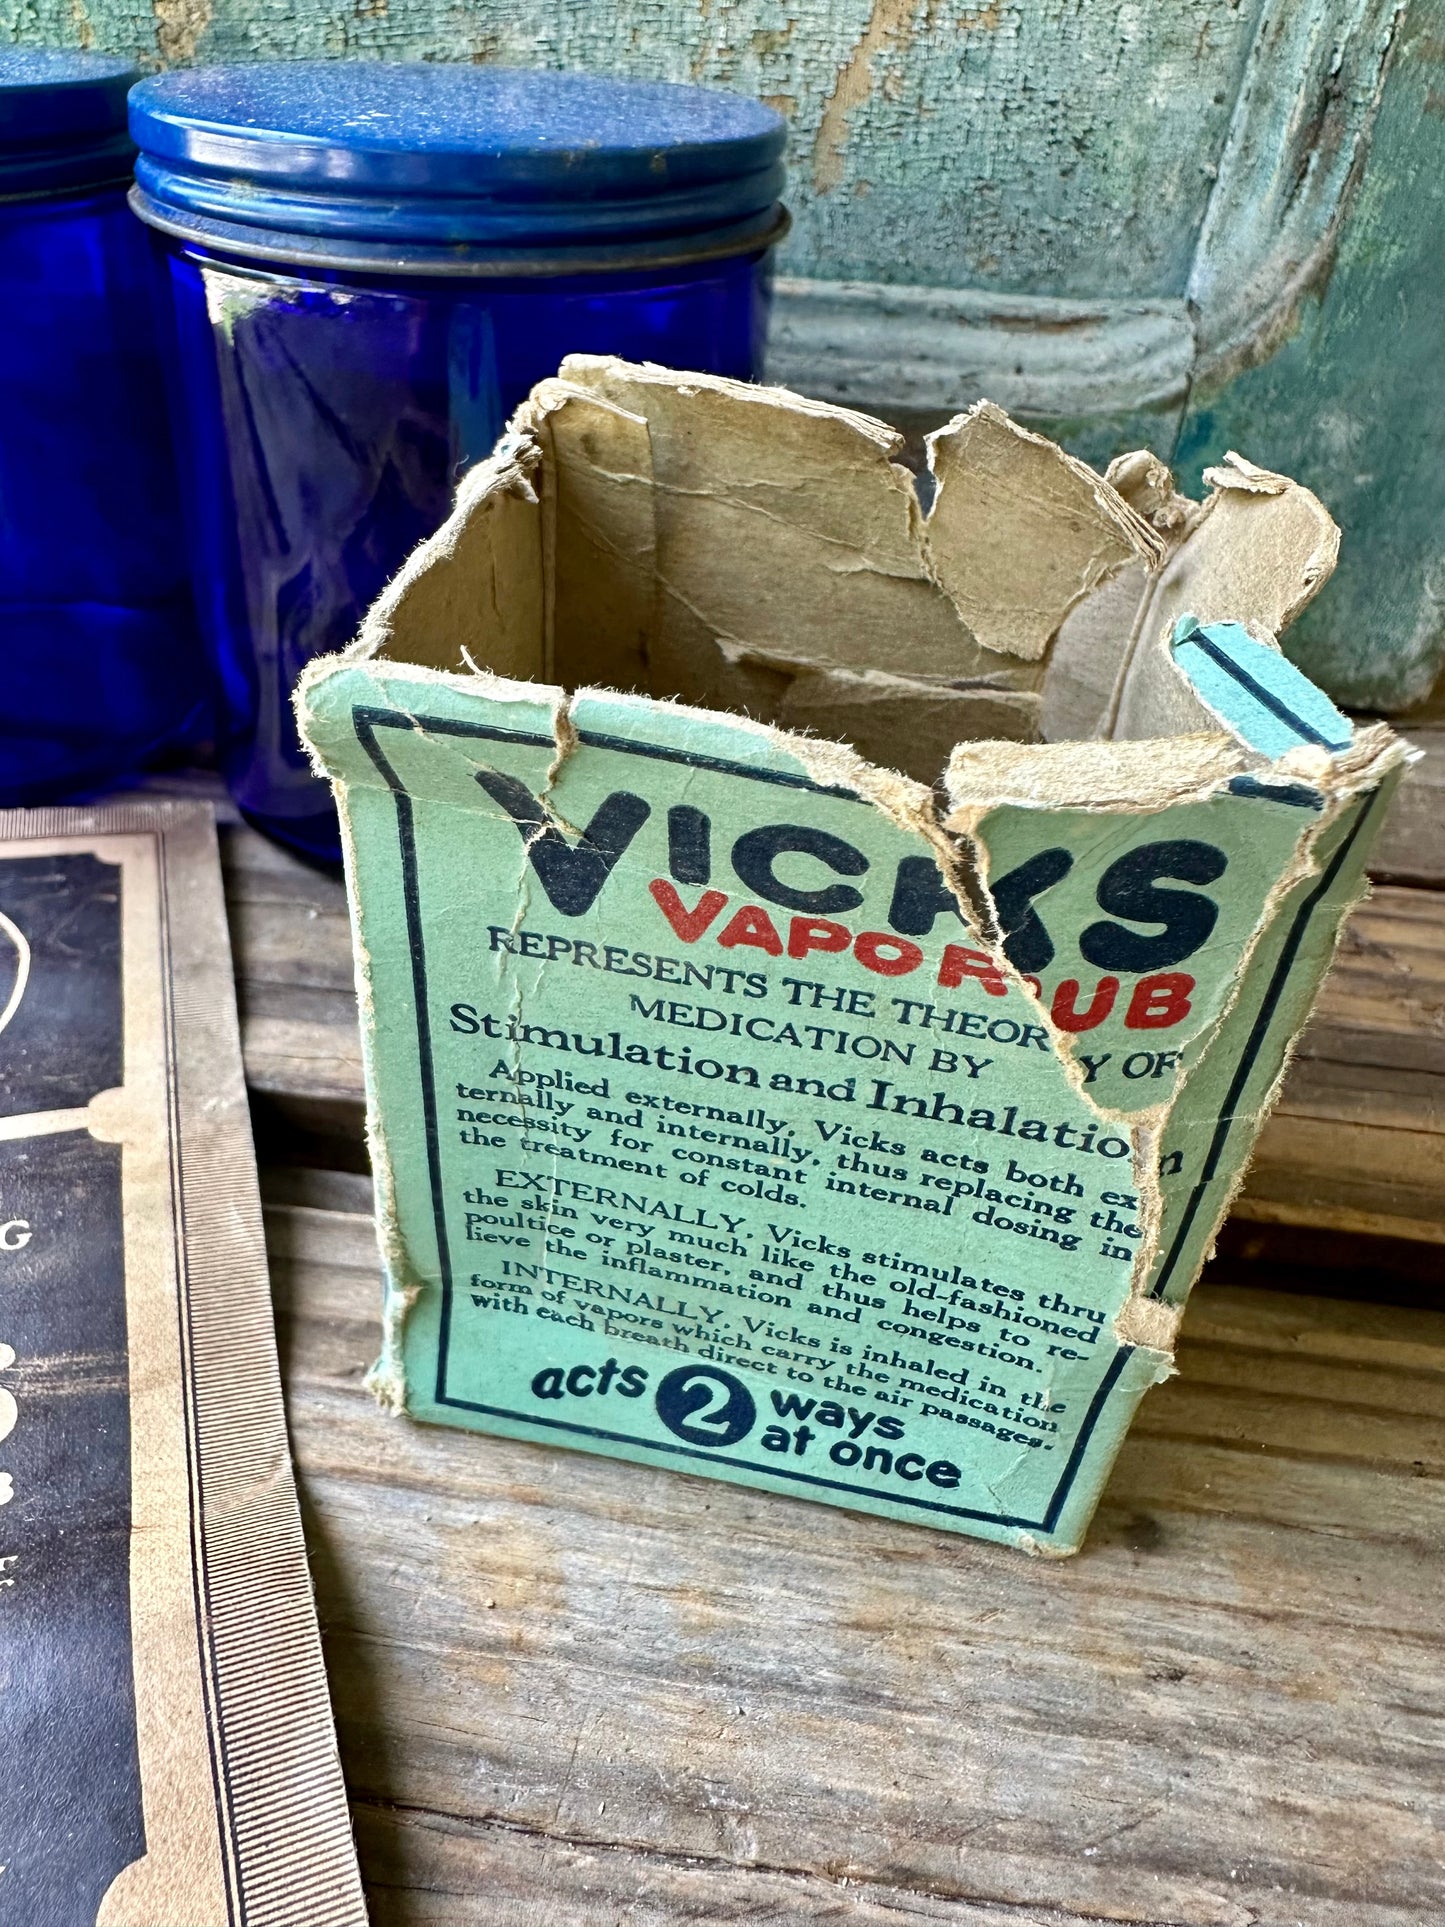 VICKS
VAPORUB
REPRESENTS THE THEORY OF
MEDICATION BY
Stimulation and Inhalation
Applied externally, Vicks acts both ex
ternally and internally, thus replacing the
necessity for constant internal dosing in
the treatment of colds.
EXTERNALLY, Vicks stimulates thru
the skin very much like the old-fashioned
poultice or plaster, and thus helps to re-
lieve the inflammation and congestion.
INTERNALLY, Vicks is inhaled in the
form of vapors which carry the medication
with each breath direct to the air passages.
acts 2 ways
at once
G